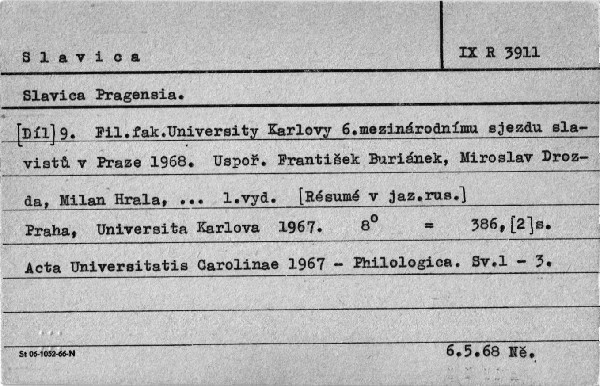 Slavica
IX R 3911
Slavica Pragensia.
[Díl]9. Fil.fak.University Karlovy 6.mezinárodnímu sjezdu sla-
vistů v Praze 1968. Uspoř. František Buriánek, Miroslav Droz-
da, Milan Hrala, ... 1.vyd. [Résumé v jaz.rus.]
Praha, Universita Karlova 1967. 8° = 386,[2]s.
Acta Universitatis Carolinae 1967 - Philologica. Sv.1 - 3.
St 05-1052-66-N
6.5.68 Ně.